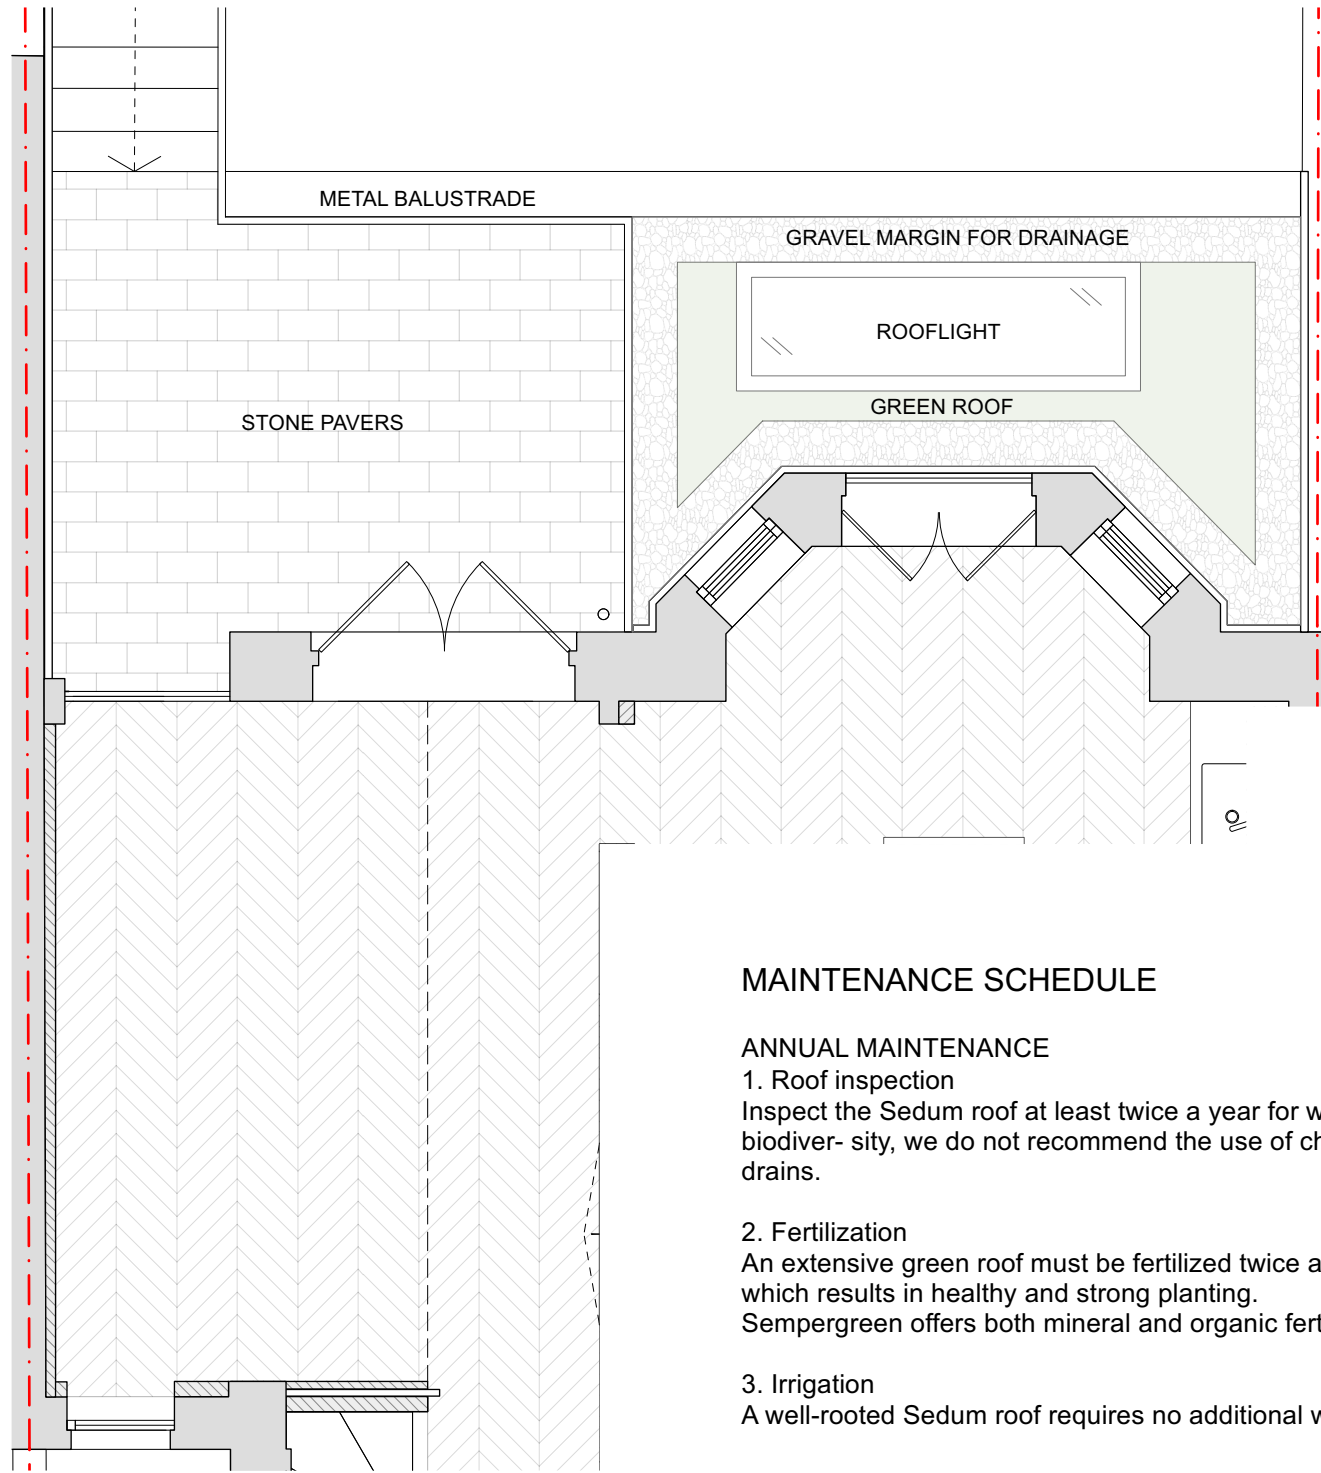 METAL BALUSTRADE
GRAVEL MARGIN FOR DRAINAGE
ROOFLIGHT
GREEN ROOF
STONE PAVERS
MAINTENANCE SCHEDULE
ANNUAL MAINTENANCE
1. Roof inspection
Inspect the Sedum roof at least twice a year for
biodiver- sity, we do not recommend the use of
drains.
2. Fertilization
An extensive green roof must be fertilized twice a
which results in healthy and strong planting.
Sempergreen offers both mineral and organic
3. Irrigation
A well-rooted Sedum roof requires no additional